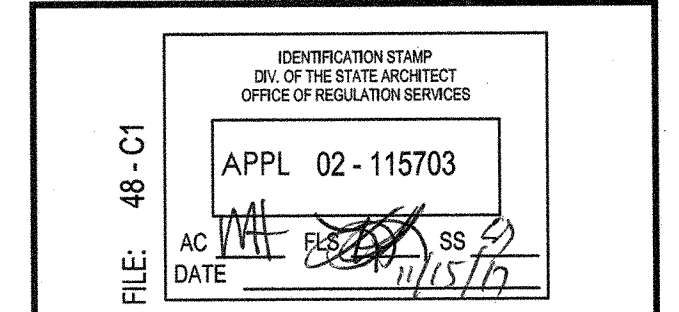 IDENTIFICATION STAMP
DIV. OF THE STATE ARCHITECT
OFFICE OF REGULATION SERVICES
APPL 02 - 115703
AC FLS SS
DATE 11/15/17
FILE: 48 - C1